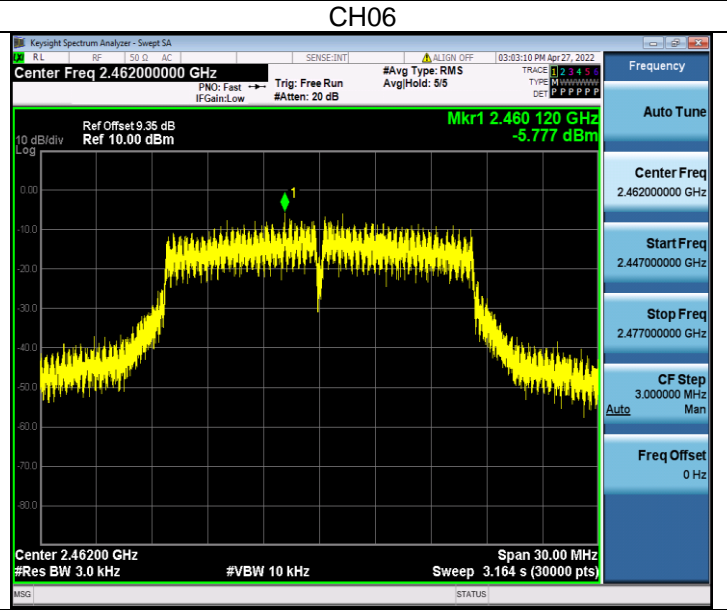 CH06
Keysight Spectrum Analyzer - Swept SA
RL RF 50 Ω AC SENSE:INT ALIGN OFF 03:03:10 PM Apr 27, 2022
Center Freq 2.462000000 GHz
PNO: Fast
IFGain:Low
Trig: Free Run
#Atten: 20 dB
#Avg Type: RMS
Avg|Hold: 5/5
TRACE 1 2 3 4 5 6
TYPE M WWWWW
DET P P P P P P
Frequency
Auto Tune
Center Freq
2.462000000 GHz
Start Freq
2.447000000 GHz
Stop Freq
2.477000000 GHz
CF Step
3.000000 MHz
Auto Man
Freq Offset
0 Hz
Mkr1 2.460 120 GHz
-5.777 dBm
Ref Offset 9.35 dB
10 dB/div Ref 10.00 dBm
Log
1
0.00
-10.0
-20.0
-30.0
-40.0
-50.0
-60.0
-70.0
-80.0
Center 2.46200 GHz Span 30.00 MHz
#Res BW 3.0 kHz #VBW 10 kHz Sweep 3.164 s (30000 pts)
MSG STATUS